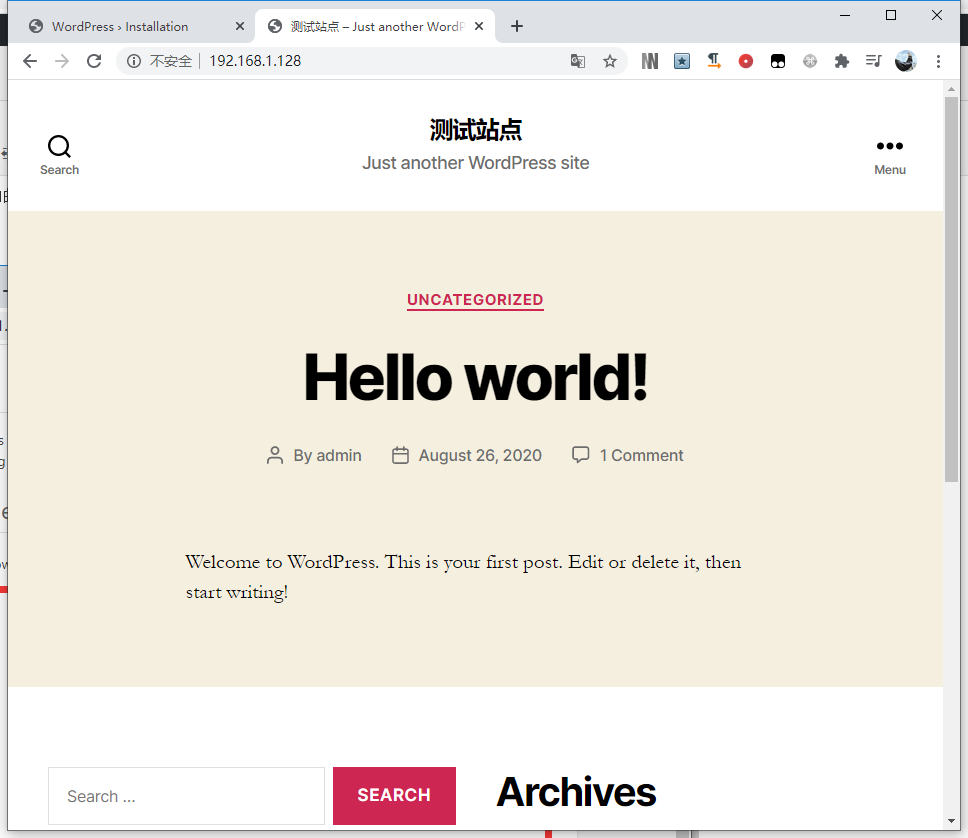 WordPress › Installation
测试站点 – Just another WordP
不安全
192.168.1.128
测试站点
Just another WordPress site
Search
Menu
UNCATEGORIZED
Hello world!
By admin
August 26, 2020
1 Comment
Welcome to WordPress. This is your first post. Edit or delete it, then
start writing!
Search …
SEARCH
Archives